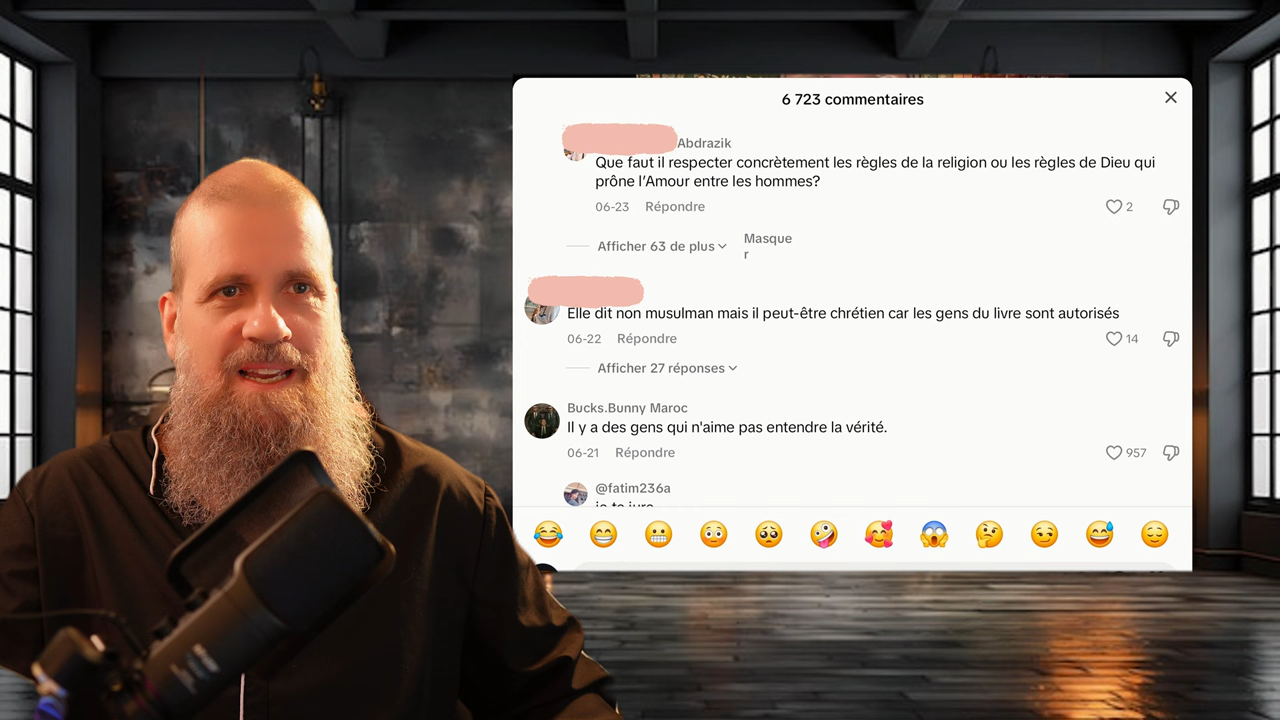 6 723 commentaires
Abdrazik
Que faut il respecter concrètement les règles de la religion ou les règles de Dieu qui
prône l'Amour entre les hommes?
06-23 Répondre 2
Afficher 63 de plus Masque
r
Elle dit non musulman mais il peut-être chrétien car les gens du livre sont autorisés
06-22 Répondre 14
Afficher 27 réponses
Bucks.Bunny Maroc
Il y a des gens qui n'aime pas entendre la vérité.
06-21 Répondre 957
@fatim236a
je te jure